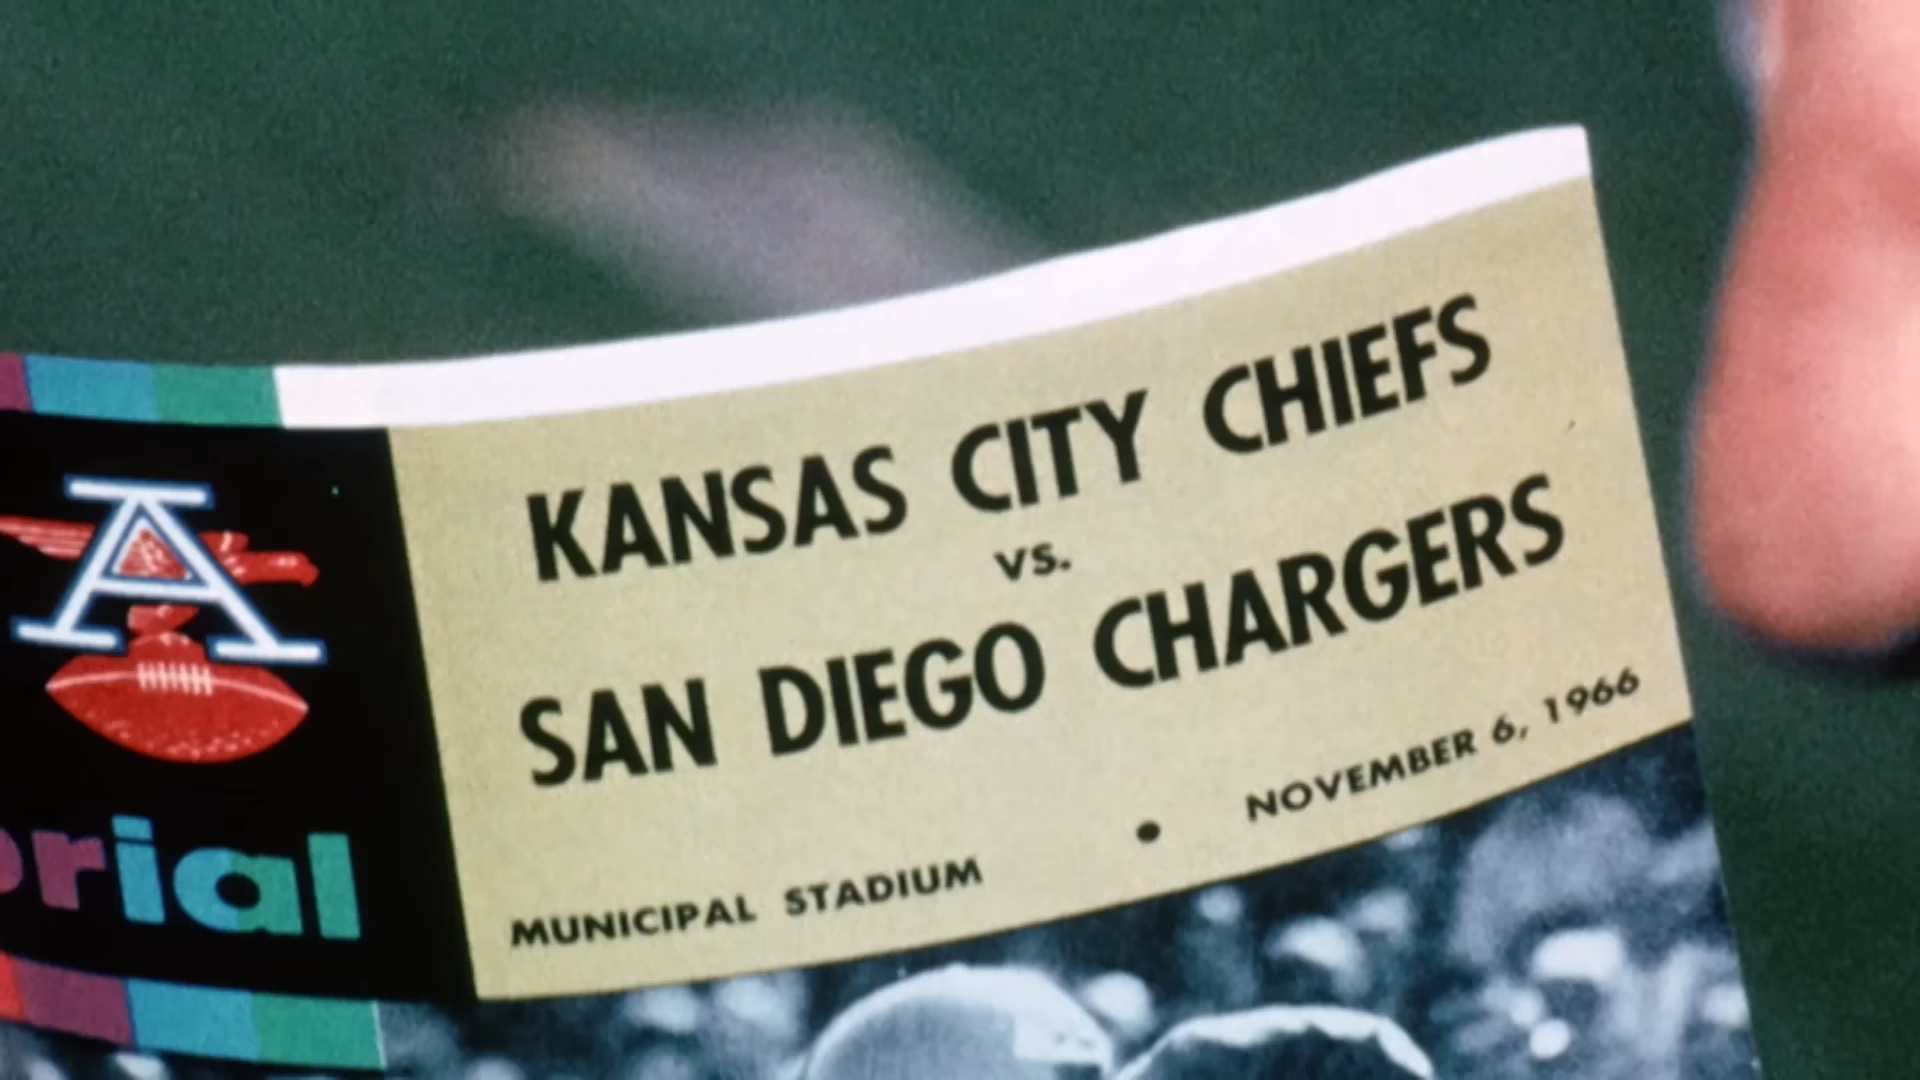 KANSAS CITY CHIEFS
vs.
SAN DIEGO CHARGERS
MUNICIPAL STADIUM • NOVEMBER 6, 1966
A
rial